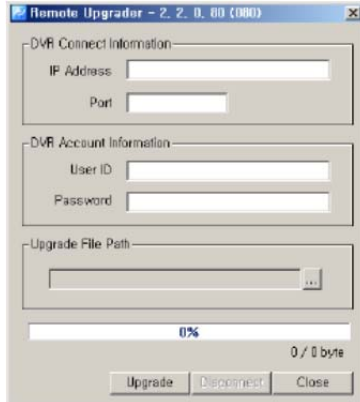 Remote Upgrader - 2, 2, 0, 80 (080)
DVR Connect Information
IP Address
Port
DVR Account Information
User ID
Password
Upgrade File Path
...
0%
0 / 0 byte
Upgrade Disconnect Close